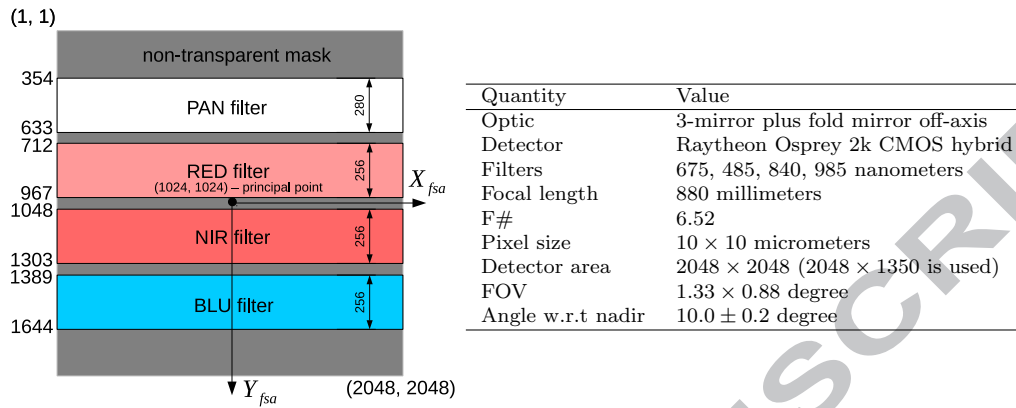 (1, 1)
non-transparent mask
354
PAN filter
280
633
712
RED filter
256
(1024, 1024) – principal point
X fsa
967
1048
NIR filter
256
1303
1389
BLU filter
256
1644
Y fsa
(2048, 2048)
Quantity Value
Optic 3-mirror plus fold mirror off-axis
Detector Raytheon Osprey 2k CMOS hybrid
Filters 675, 485, 840, 985 nanometers
Focal length 880 millimeters
F# 6.52
Pixel size 10 × 10 micrometers
Detector area 2048 × 2048 (2048 × 1350 is used)
FOV 1.33 × 0.88 degree
Angle w.r.t nadir 10.0 ± 0.2 degree
SCRI